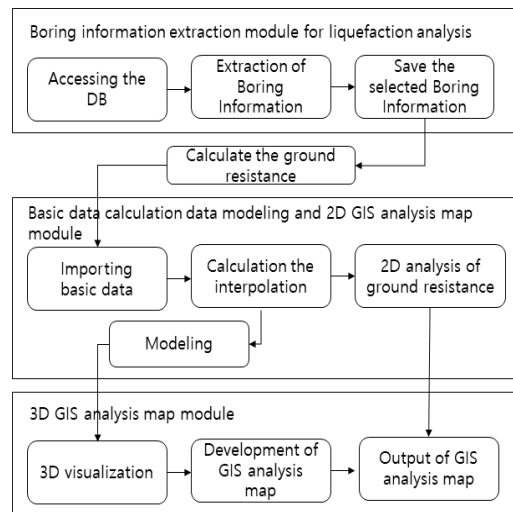 Boring information extraction module for liquefaction analysis
Accessing the
DB
Extraction of
Boring
Information
Save the
selected Boring
Information
Calculate the ground
resistance
Basic data calculation data modeling and 2D GIS analysis map
module
Importing
basic data
Calculation the
interpolation
2D analysis of
ground resistance
Modeling
3D GIS analysis map module
3D visualization
Development of
GIS analysis
map
Output of GIS
analysis map